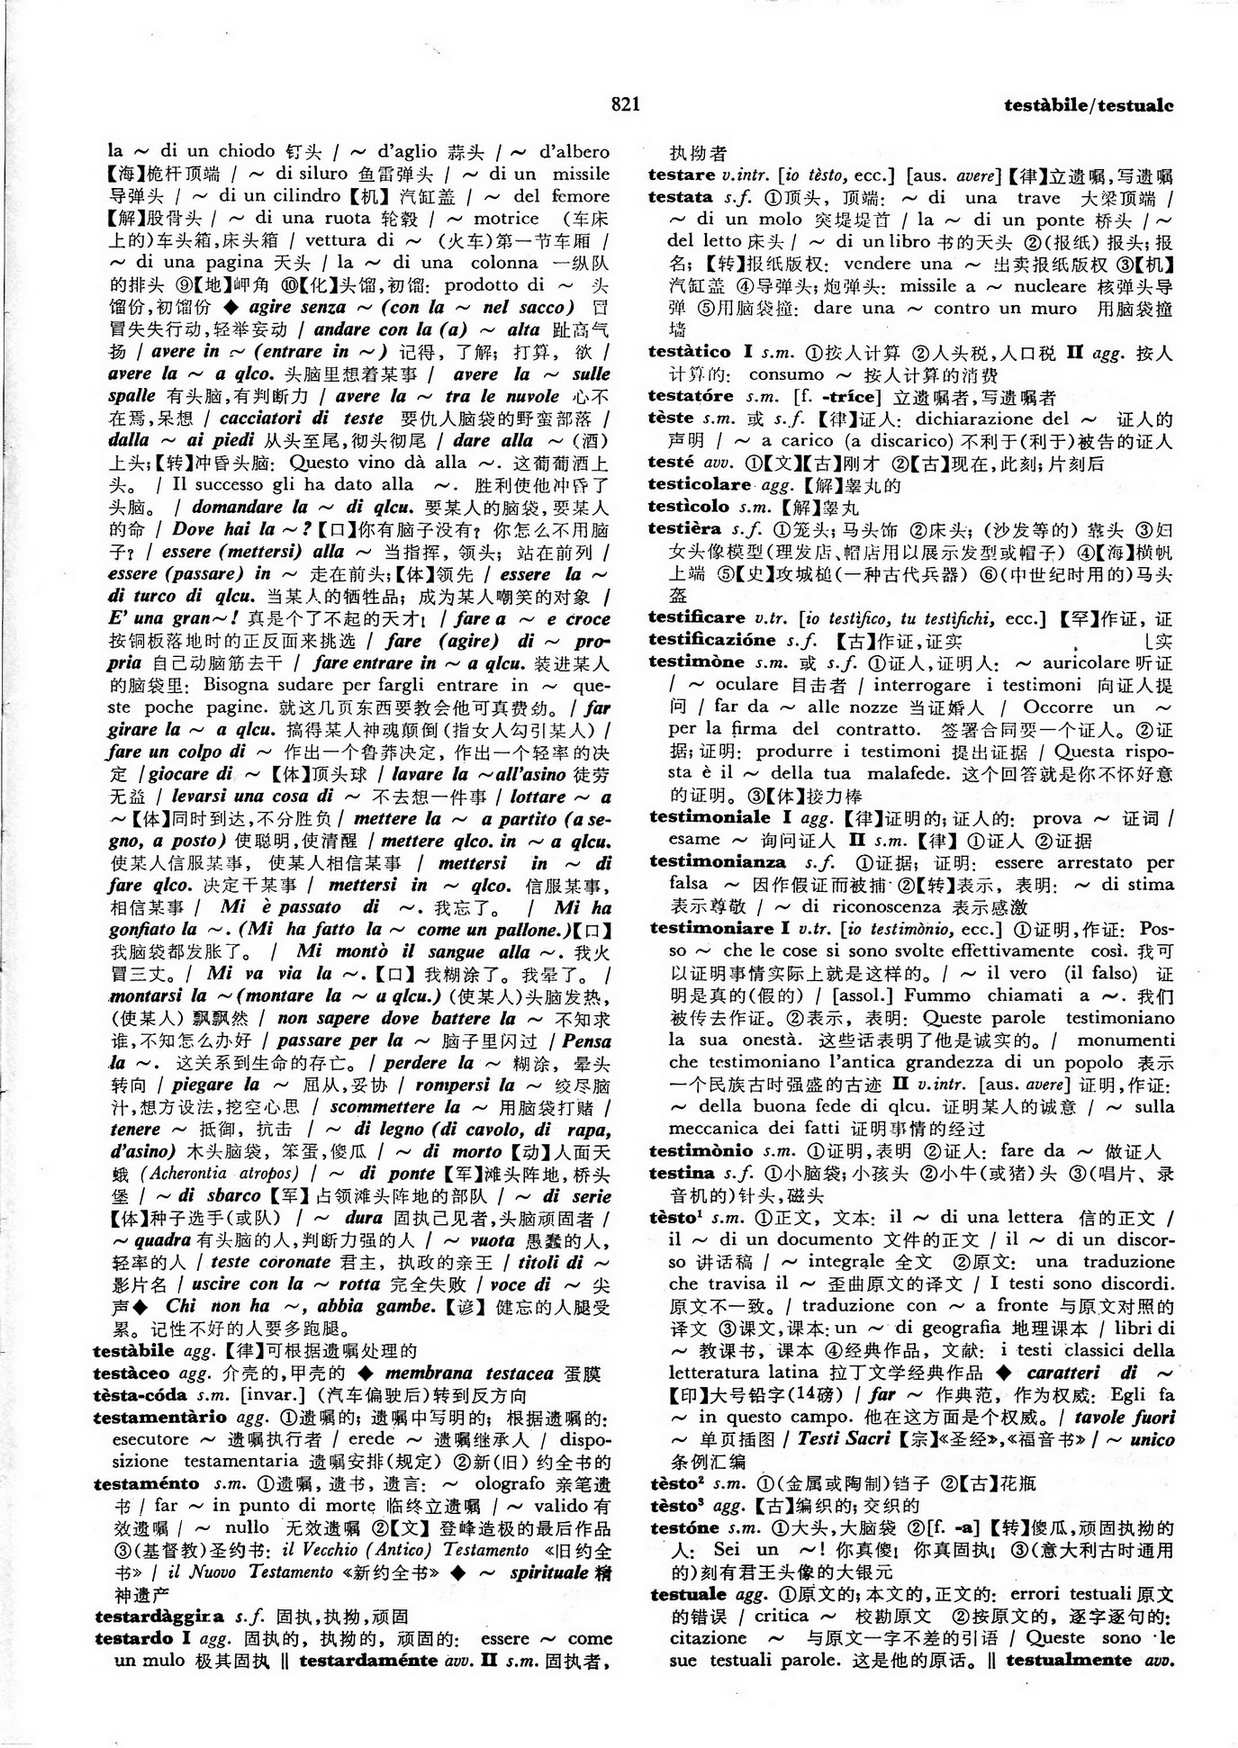 821
testàbile/testuale
la ~ di un chiodo 钉头 / ~ d'aglio 蒜头 / ~ d'albero
【海】桅杆顶端 / ~ di siluro 鱼雷弹头 / ~ di un missile
导弹头 / ~ di un cilindro【机】汽缸盖 / ~ del femore
【解】股骨头 / ~ di una ruota 轮毂 / ~ motrice (车床
上的)车头箱,床头箱 / vettura di ~ (火车)第一节车厢 /
~ di una pagina 天头 / la ~ di una colonna 一纵队
的排头 ⑨【地】岬角 ⑩【化】头馏,初馏: prodotto di ~ 头
馏份,初馏份 ◆ agire senza ~ (con la ~ nel sacco) 冒
冒失失行动,轻举妄动 / andare con la (a) ~ alta 趾高气
扬 / avere in ~ (entrare in ~) 记得, 了解; 打算, 欲 /
avere la ~ a qlco. 头脑里想着某事 / avere la ~ sulle
spalle 有头脑,有判断力 / avere la ~ tra le nuvole 心不
在焉,呆想 / cacciatori di teste 要仇人脑袋的野蛮部落 /
dalla ~ ai piedi 从头至尾,彻头彻尾 / dare alla ~ (酒)
上头;【转】冲昏头脑: Questo vino dà alla ~. 这葡萄酒上
头。 / Il successo gli ha dato alla ~. 胜利使他冲昏了
头脑。 / domandare la ~ di qlcu. 要某人的脑袋,要某人
的命 / Dove hai la ~?【口】你有脑子没有? 你怎么不用脑
子? / essere (mettersi) alla ~ 当指挥, 领头; 站在前列 /
essere (passare) in ~ 走在前头;【体】领先 / essere la ~
di turco di qlcu. 当某人的牺牲品; 成为某人嘲笑的对象 /
E' una gran~! 真是个了不起的天才! / fare a ~ e croce
按铜板落地时的正反面来挑选 / fare (agire) di ~ pro-
pria 自己动脑筋去干 / fare entrare in ~ a qlcu. 装进某人
的脑袋里: Bisogna sudare per fargli entrare in ~ que-
ste poche pagine. 就这几页东西要教会他可真费劲。 / far
girare la ~ a qlcu. 搞得某人神魂颠倒(指女人勾引某人) /
fare un colpo di ~ 作出一个鲁莽决定, 作出一个轻率的决
定 / giocare di ~【体】顶头球 / lavare la ~all'asino 徒劳
无益 / levarsi una cosa di ~ 不去想一件事 / lottare ~ a
~【体】同时到达,不分胜负 / mettere la ~ a partito (a se-
gno, a posto) 使聪明,使清醒 / mettere qlco. in ~ a qlcu.
使某人信服某事, 使某人相信某事 / mettersi in ~ di
fare qlco. 决定干某事 / mettersi in ~ qlco. 信服某事,
相信某事 / Mi è passato di ~. 我忘了。 / Mi ha
gonfiato la ~. (Mi ha fatto la ~ come un pallone.)【口】
我脑袋都发胀了。 / Mi montò il sangue alla ~. 我火
冒三丈。 / Mi va via la ~.【口】我糊涂了。我晕了。 /
montarsi la ~ (montare la ~ a qlcu.) (使某人)头脑发热,
(使某人) 飘飘然 / non sapere dove battere la ~ 不知求
谁,不知怎么办好 / passare per la ~ 脑子里闪过 / Pensa
la ~. 这关系到生命的存亡。 / perdere la ~ 糊涂, 晕头
转向 / piegare la ~ 屈从,妥协 / rompersi la ~ 绞尽脑
汁,想方设法,挖空心思 / scommettere la ~ 用脑袋打赌 /
tenere ~ 抵御, 抗击 / ~ di legno (di cavolo, di rapa,
d'asino) 木头脑袋, 笨蛋,傻瓜 / ~ di morto【动】人面天
蛾 (Acherontia atropos) / ~ di ponte【军】滩头阵地,桥头
堡 / ~ di sbarco【军】占领滩头阵地的部队 / ~ di serie
【体】种子选手(或队) / ~ dura 固执己见者,头脑顽固者 /
~ quadra 有头脑的人,判断力强的人 / ~ vuota 愚蠢的人,
轻率的人 / teste coronate 君主, 执政的亲王 / titoli di ~
影片名 / uscire con la ~ rotta 完全失败 / voce di ~ 尖
声◆ Chi non ha ~, abbia gambe.【谚】健忘的人腿受
累。记性不好的人要多跑腿。
testàbile agg.【律】可根据遗嘱处理的
testàceo agg. 介壳的,甲壳的 ◆ membrana testacea 蛋膜
tèsta-códa s.m. [invar.] (汽车偏驶后)转到反方向
testamentàrio agg. ①遗嘱的; 遗嘱中写明的; 根据遗嘱的:
esecutore ~ 遗嘱执行者 / erede ~ 遗嘱继承人 / dispo-
sizione testamentaria 遗嘱安排(规定) ②新(旧) 约全书的
testaménto s.m. ①遗嘱, 遗书, 遗言: ~ olografo 亲笔遗
书 / far ~ in punto di morte 临终立遗嘱 / ~ valido 有
效遗嘱 / ~ nullo 无效遗嘱 ②【文】登峰造极的最后作品
③(基督教)圣约书: il Vecchio (Antico) Testamento 《旧约全
书》 / il Nuovo Testamento 《新约全书》 ◆ ~ spirituale 精
神遗产
testardàggine s.f. 固执,执拗,顽固
testardo I agg. 固执的, 执拗的, 顽固的: essere ~ come
un mulo 极其固执 ‖ testardaménte avv. II s.m. 固执者,
执拗者
testare v.intr. [io tèsto, ecc.] [aus. avere]【律】立遗嘱,写遗嘱
testata s.f. ①顶头, 顶端: ~ di una trave 大梁顶端 /
~ di un molo 突堤堤首 / la ~ di un ponte 桥头 / ~
del letto 床头 / ~ di un libro 书的天头 ②(报纸) 报头; 报
名; 【转】报纸版权: vendere una ~ 出卖报纸版权 ③【机】
汽缸盖 ④导弹头;炮弹头: missile a ~ nucleare 核弹头导
弹 ⑤用脑袋撞: dare una ~ contro un muro 用脑袋撞
墙
testàtico I s.m. ①按人计算 ②人头税,人口税 II agg. 按人
计算的: consumo ~ 按人计算的消费
testatóre s.m. [f. -tríce] 立遗嘱者,写遗嘱者
tèste s.m. 或 s.f. 【律】证人: dichiarazione del ~ 证人的
声明 / ~ a carico (a discarico) 不利于(利于)被告的证人
testé avv. ①【文】【古】刚才 ②【古】现在,此刻; 片刻后
testicolare agg.【解】睾丸的
testìcolo s.m.【解】睾丸
testièra s.f. ①笼头; 马头饰 ②床头; (沙发等的) 靠头 ③妇
女头像模型(理发店、帽店用以展示发型或帽子) ④【海】横帆
上端 ⑤【史】攻城槌(一种古代兵器) ⑥(中世纪时用的)马头
盔
testificare v.tr. [io testìfico, tu testìfichi, ecc.] 【罕】作证, 证
testificazióne s.f. 【古】作证,证实 ⌊实
testimòne s.m. 或 s.f. ①证人,证明人: ~ auricolare 听证
/ ~ oculare 目击者 / interrogare i testimoni 向证人提
问 / far da ~ alle nozze 当证婚人 / Occorre un ~
per la firma del contratto. 签署合同要一个证人。②证
据; 证明: produrre i testimoni 提出证据 / Questa rispo-
sta è il ~ della tua malafede. 这个回答就是你不怀好意
的证明。③【体】接力棒
testimoniale I agg. 【律】证明的; 证人的: prova ~ 证词 /
esame ~ 询问证人 II s.m.【律】①证人 ②证据
testimonianza s.f. ①证据; 证明: essere arrestato per
falsa ~ 因作假证而被捕 ②【转】表示, 表明: ~ di stima
表示尊敬 / ~ di riconoscenza 表示感激
testimoniare I v.tr. [io testimònio, ecc.] ①证明,作证: Pos-
so ~ che le cose si sono svolte effettivamente così. 我可
以证明事情实际上就是这样的。 / ~ il vero (il falso) 证
明是真的(假的) / [assol.] Fummo chiamati a ~. 我们
被传去作证。②表示, 表明: Queste parole testimoniano
la sua onestà. 这些话表明了他是诚实的。 / monumenti
che testimoniano l'antica grandezza di un popolo 表示
一个民族古时强盛的古迹 II v.intr. [aus. avere] 证明,作证:
~ della buona fede di qlcu. 证明某人的诚意 / ~ sulla
meccanica dei fatti 证明事情的经过
testimònio s.m. ①证明,表明 ②证人: fare da ~ 做证人
testina s.f. ①小脑袋; 小孩头 ②小牛(或猪)头 ③(唱片、录
音机的)针头,磁头
tèsto¹ s.m. ①正文, 文本: il ~ di una lettera 信的正文 /
il ~ di un documento 文件的正文 / il ~ di un discor-
so 讲话稿 / ~ integrale 全文 ②原文: una traduzione
che travisa il ~ 歪曲原文的译文 / I testi sono discordi.
原文不一致。 / traduzione con ~ a fronte 与原文对照的
译文 ③课文,课本: un ~ di geografia 地理课本 / libri di
~ 教课书, 课本 ④经典作品, 文献: i testi classici della
letteratura latina 拉丁文学经典作品 ◆ caratteri di ~
【印】大号铅字(14磅) / far ~ 作典范, 作为权威: Egli fa
~ in questo campo. 他在这方面是个权威。 / tavole fuori
~ 单页插图 / Testi Sacri【宗】《圣经》,《福音书》 / ~ unico
条例汇编
tèsto² s.m. ①(金属或陶制)铛子 ②【古】花瓶
tèsto³ agg.【古】编织的; 交织的
testóne s.m. ①大头,大脑袋 ②[f. -a]【转】傻瓜,顽固执拗的
人: Sei un ~! 你真傻! 你真固执! ③(意大利古时通用
的)刻有君王头像的大银元
testuale agg. ①原文的; 本文的,正文的: errori testuali 原文
的错误 / critica ~ 校勘原文 ②按原文的, 逐字逐句的:
citazione ~ 与原文一字不差的引语 / Queste sono le
sue testuali parole. 这是他的原话。‖ testualmente avv.